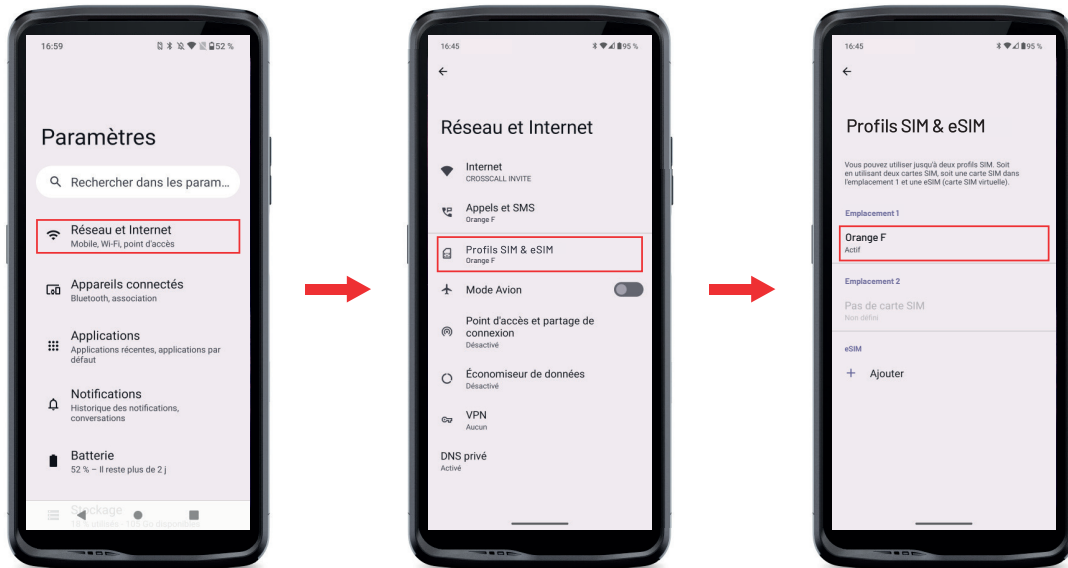 16:59
52 %
Paramètres
Rechercher dans les param...
Réseau et Internet
Mobile, Wi-Fi, point d'accès
Appareils connectés
Bluetooth, association
Applications
Applications récentes, applications par
défaut
Notifications
Historique des notifications,
conversations
Batterie
52 % – Il reste plus de 2 j
Stockage
16:45
95 %
Réseau et Internet
Internet
CROSSCALL INVITE
Appels et SMS
Orange F
Profils SIM & eSIM
Orange F
Mode Avion
Point d'accès et partage de
connexion
Désactivé
Économiseur de données
Désactivé
VPN
Aucun
DNS privé
Activé
16:45
95 %
Profils SIM & eSIM
Vous pouvez utiliser jusqu'à deux profils SIM. Soit
en utilisant deux cartes SIM, soit une carte SIM dans
l'emplacement 1 et une eSIM (carte SIM virtuelle).
Emplacement 1
Orange F
Actif
Emplacement 2
Pas de carte SIM
Non défini
eSIM
+ Ajouter